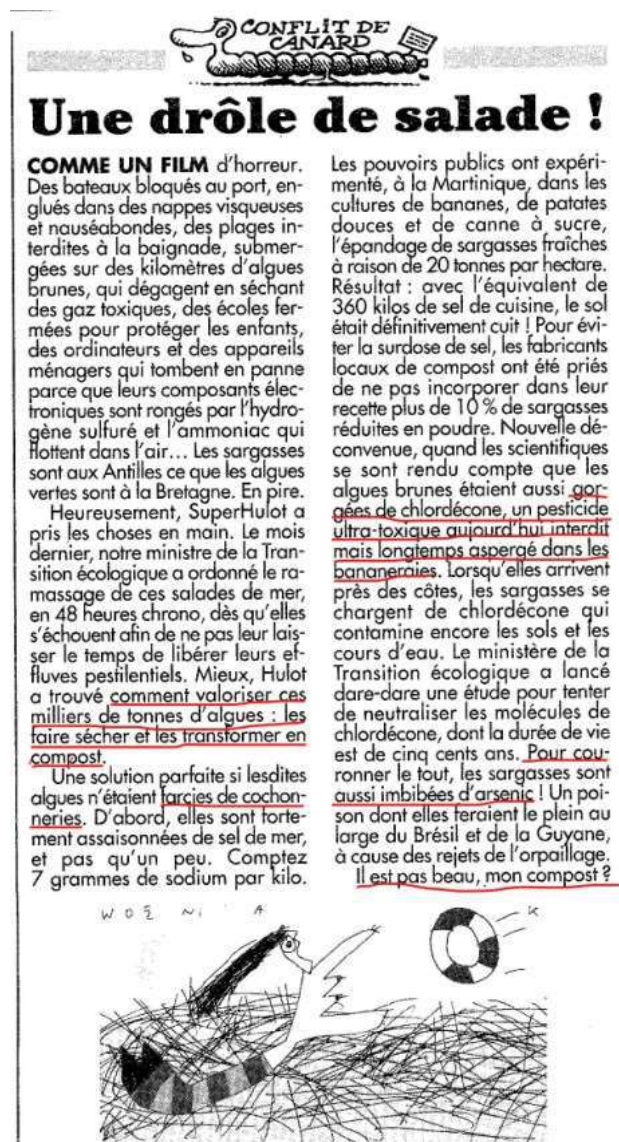 CONFLIT DE
CANARD
Une drôle de salade !
COMME UN FILM d'horreur.
Des bateaux bloqués au port, en-
glués dans des nappes visqueuses
et nauséabondes, des plages in-
terdites à la baignade, submer-
gées sur des kilomètres d'algues
brunes, qui dégagent en séchant
des gaz toxiques, des écoles fer-
mées pour protéger les enfants,
des ordinateurs et des appareils
ménagers qui tombent en panne
parce que leurs composants élec-
troniques sont rongés par l'hydro-
gène sulfuré et l'ammoniac qui
flottent dans l'air... Les sargasses
sont aux Antilles ce que les algues
vertes sont à la Bretagne. En pire.
Heureusement, SuperHulot a
pris les choses en main. Le mois
dernier, notre ministre de la Tran-
sition écologique a ordonné le ra-
massage de ces salades de mer,
en 48 heures chrono, dès qu'elles
s'échouent afin de ne pas leur lais-
ser le temps de libérer leurs ef-
fluves pestilentiels. Mieux, Hulot
a trouvé comment valoriser ces
milliers de tonnes d'algues : les
faire sécher et les transformer en
compost.
Une solution parfaite si lesdites
algues n'étaient farcies de cochon-
neries. D'abord, elles sont forte-
ment assaisonnées de sel de mer,
et pas qu'un peu. Comptez
7 grammes de sodium par kilo.
Les pouvoirs publics ont expéri-
menté, à la Martinique, dans les
cultures de bananes, de patates
douces et de canne à sucre,
l'épandage de sargasses fraîches
à raison de 20 tonnes par hectare.
Résultat : avec l'équivalent de
360 kilos de sel de cuisine, le sol
était définitivement cuit ! Pour évi-
ter la surdose de sel, les fabricants
locaux de compost ont été priés
de ne pas incorporer dans leur
recette plus de 10 % de sargasses
réduites en poudre. Nouvelle dé-
convenue, quand les scientifiques
se sont rendu compte que les
algues brunes étaient aussi gor-
gées de chlordécone, un pesticide
ultra-toxique aujourd'hui interdit
mais longtemps aspergé dans les
bananeraies. Lorsqu'elles arrivent
près des côtes, les sargasses se
chargent de chlordécone qui
contamine encore les sols et les
cours d'eau. Le ministère de la
Transition écologique a lancé
dare-dare une étude pour tenter
de neutraliser les molécules de
chlordécone, dont la durée de vie
est de cinq cents ans. Pour cou-
ronner le tout, les sargasses sont
aussi imbibées d'arsenic ! Un poi-
son dont elles feraient le plein au
large du Brésil et de la Guyane,
à cause des rejets de l'orpaillage.
Il est pas beau, mon compost ?
WOZNIAK